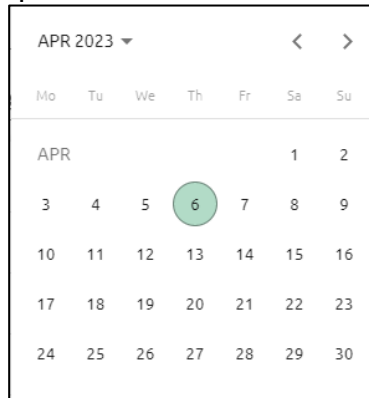 APR 2023
Mo Tu We Th Fr Sa Su
APR 1 2
3 4 5 6 7 8 9
10 11 12 13 14 15 16
17 18 19 20 21 22 23
24 25 26 27 28 29 30